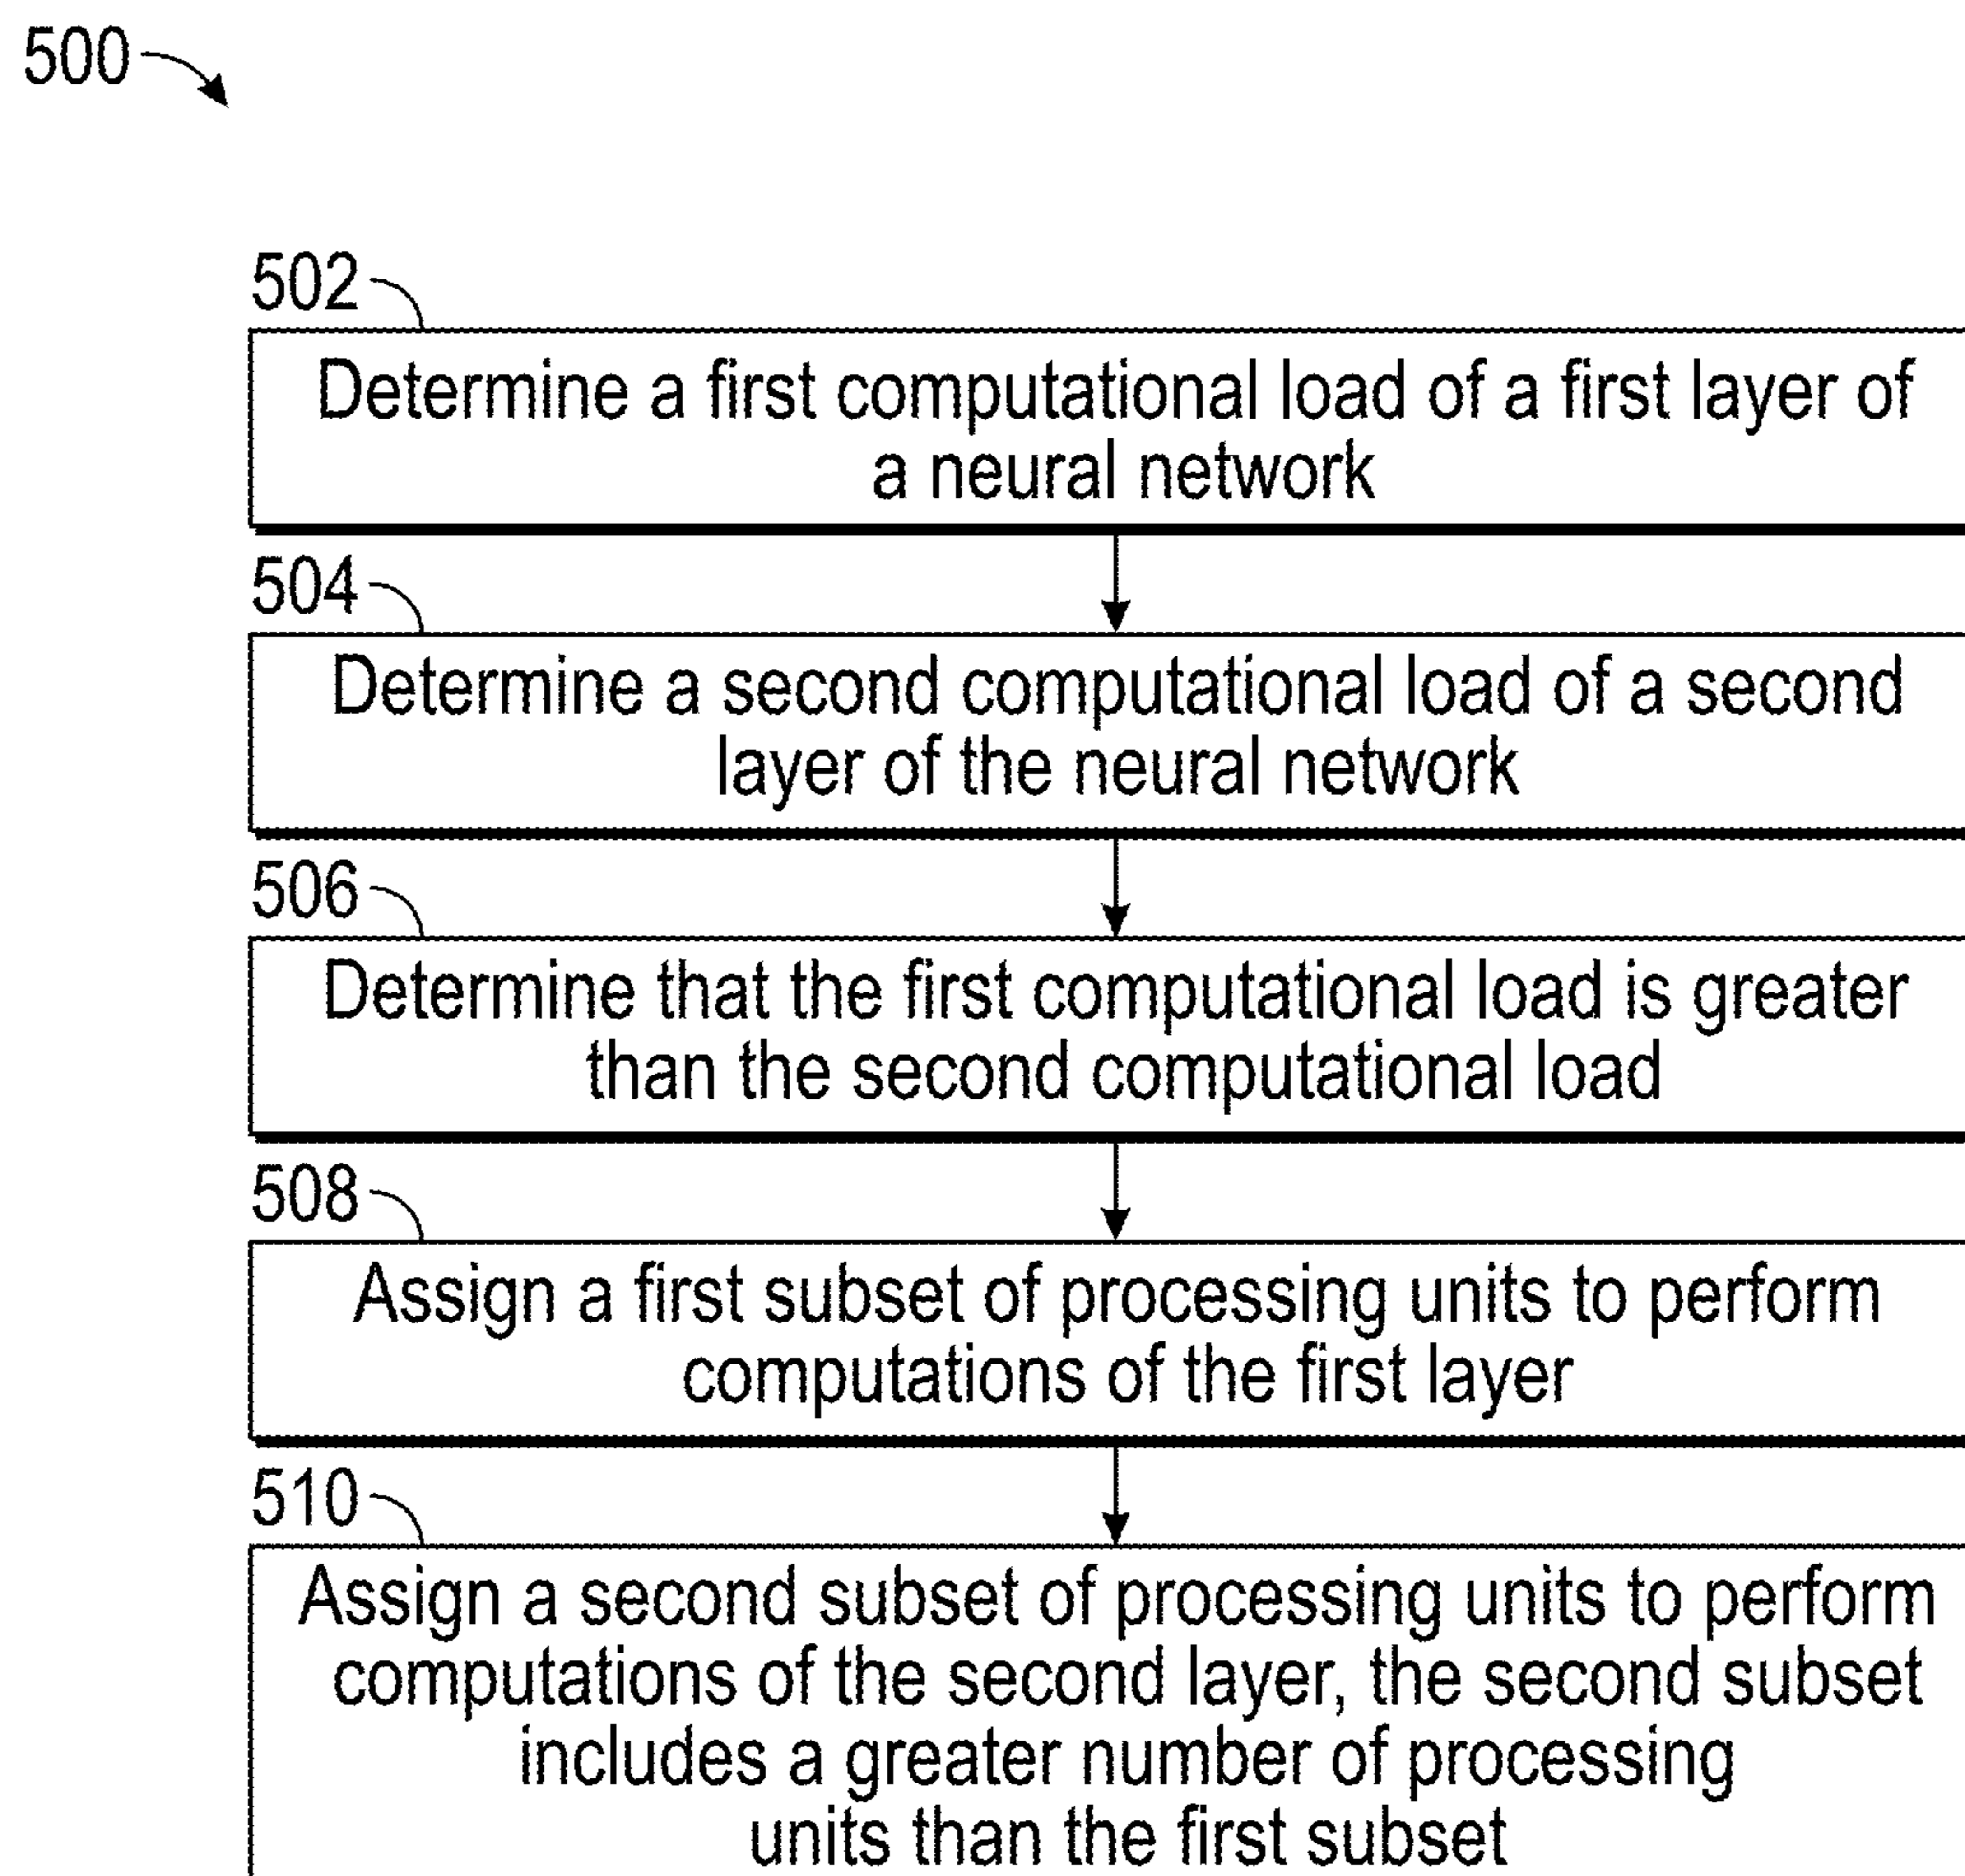 500
502
Determine a first computational load of a first layer of
a neural network
504
Determine a second computational load of a second
layer of the neural network
506
Determine that the first computational load is greater
than the second computational load
508
Assign a first subset of processing units to perform
computations of the first layer
510
Assign a second subset of processing units to perform
computations of the second layer, the second subset
includes a greater number of processing
units than the first subset